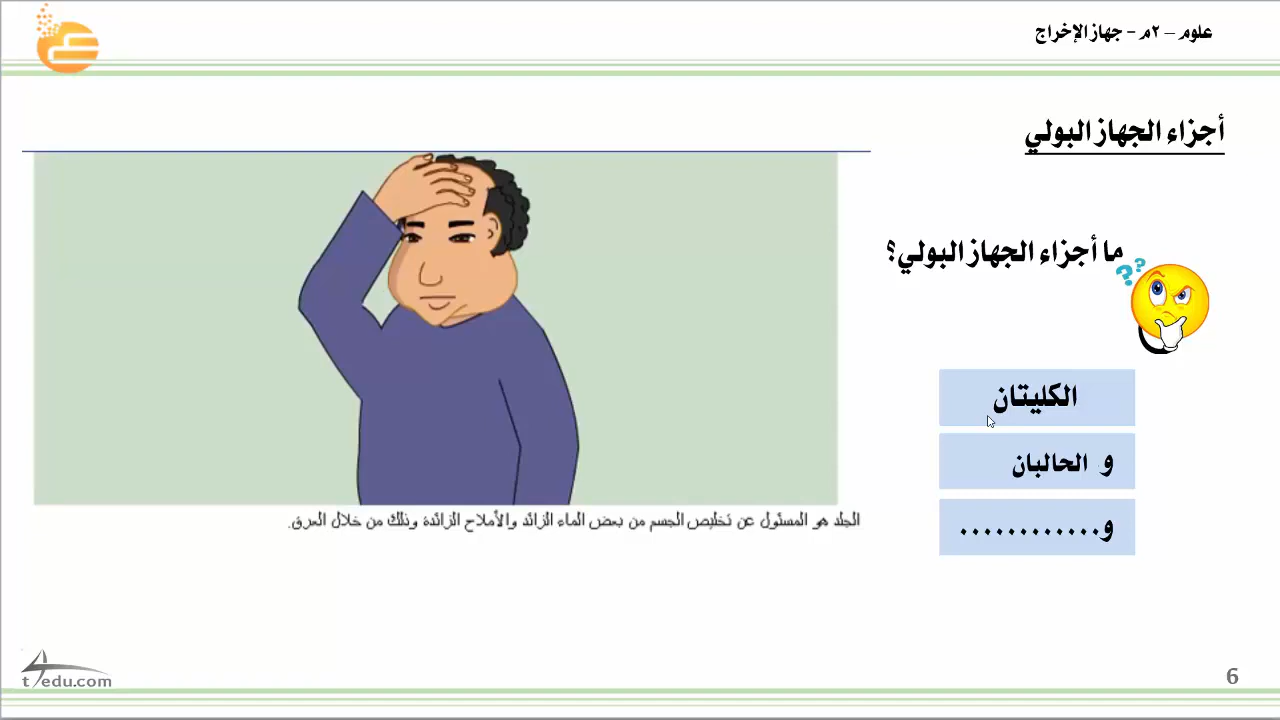 علوم – ٢م – جهاز الإخراج
أجزاء الجهاز البولي
ما أجزاء الجهاز البولي؟
??
الكليتان
و الحالبان
و............
الجلد هو المسئول عن تخليص الجسم من بعض الماء الزائد والأملاح الزائدة وذلك من خلال العرق.
t4edu.com
6